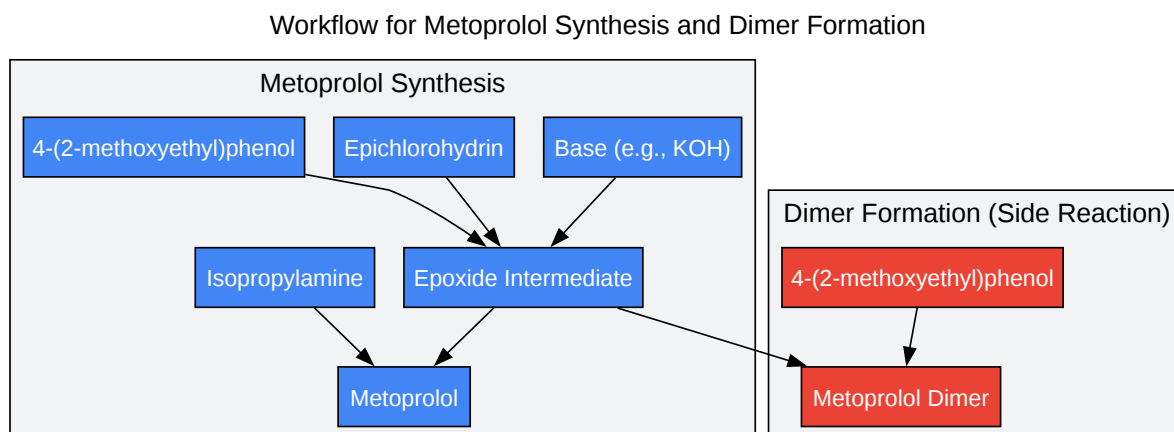 Workflow for Metoprolol Synthesis and Dimer Formation
Metoprolol Synthesis
4-(2-methoxyethyl)phenol
Epichlorohydrin
Base (e.g., KOH)
Isopropylamine
Epoxide Intermediate
Metoprolol
Dimer Formation (Side Reaction)
4-(2-methoxyethyl)phenol
Metoprolol Dimer